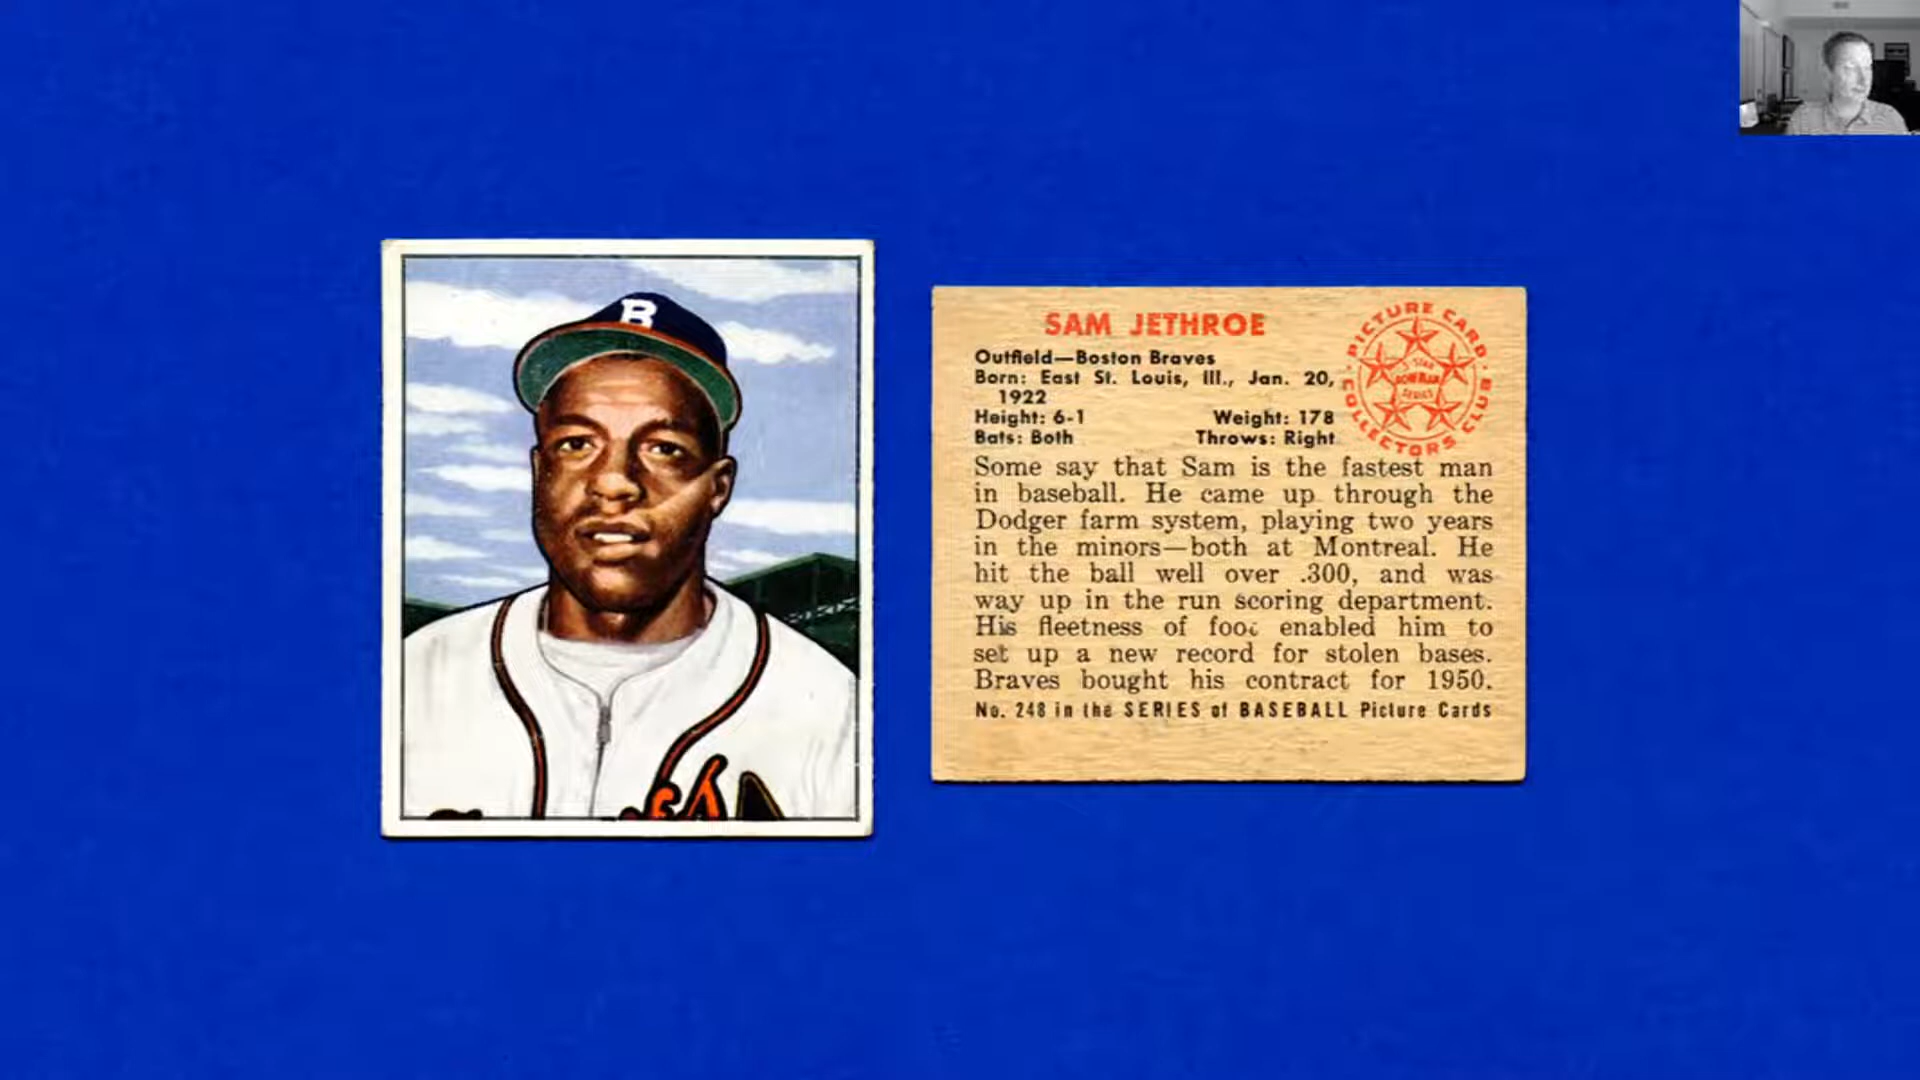 B
SAM JETHROE
Outfield—Boston Braves
Born: East St. Louis, Ill., Jan. 20,
1922
Height: 6-1 Weight: 178
Bats: Both Throws: Right
PICTURE CARD
COLLECTORS CLUB
5-STAR
BOWMAN
SERIES
Some say that Sam is the fastest man
in baseball. He came up through the
Dodger farm system, playing two years
in the minors—both at Montreal. He
hit the ball well over .300, and was
way up in the run scoring department.
His fleetness of foot enabled him to
set up a new record for stolen bases.
Braves bought his contract for 1950.
No. 248 in the SERIES of BASEBALL Picture Cards